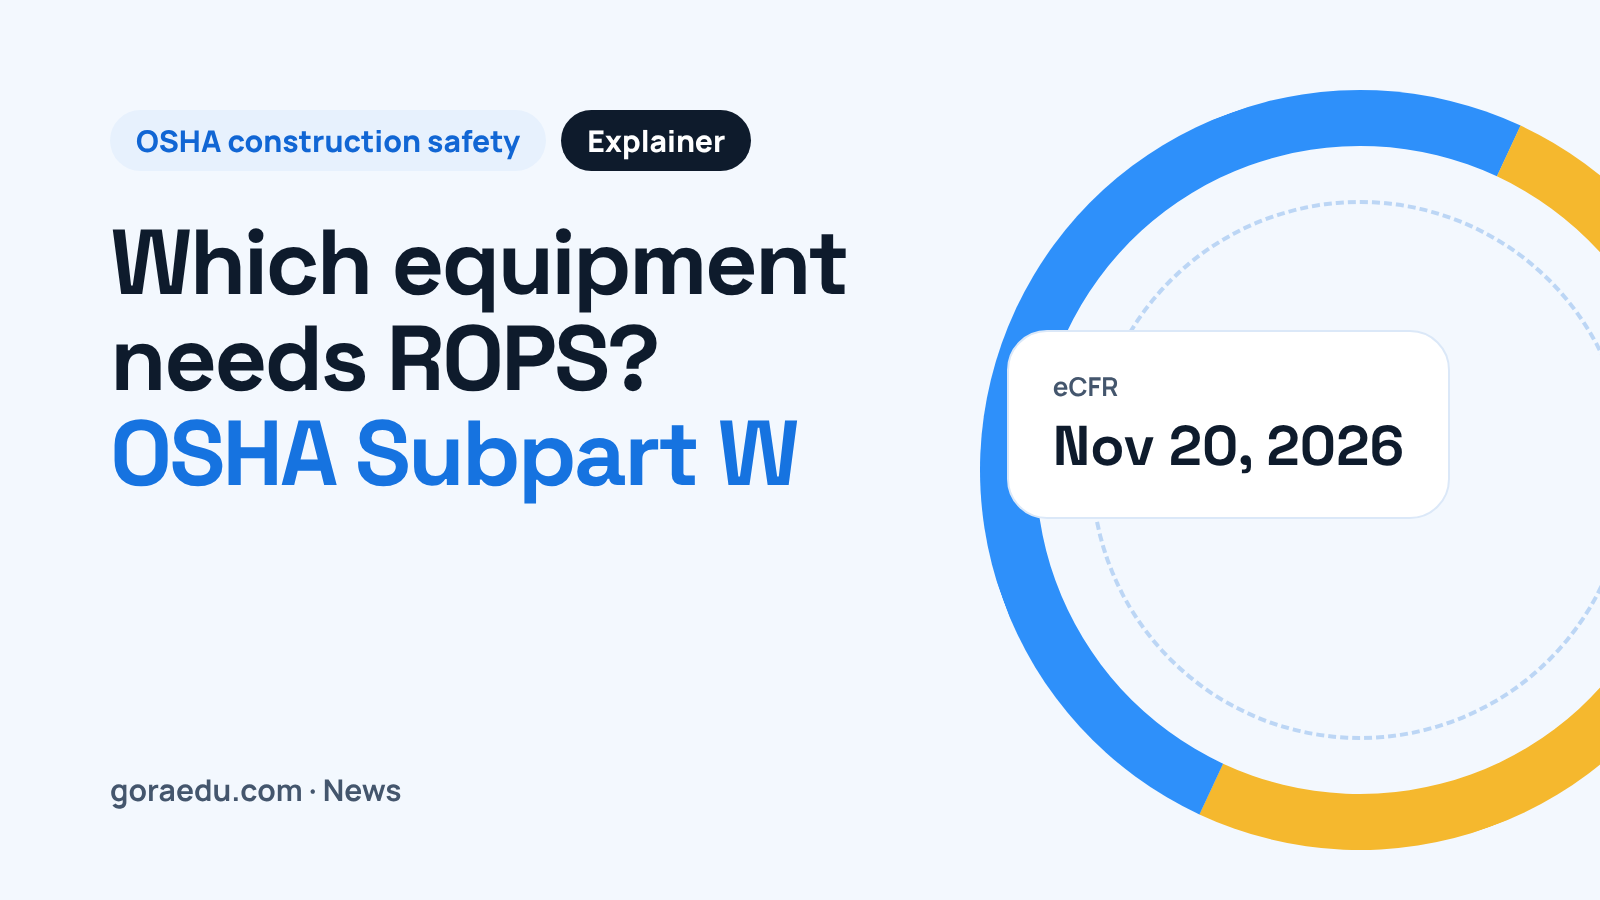 OSHA construction safety
Explainer
Which equipment
needs ROPS?
OSHA Subpart W
eCFR
Nov 20, 2026
goraedu.com · News